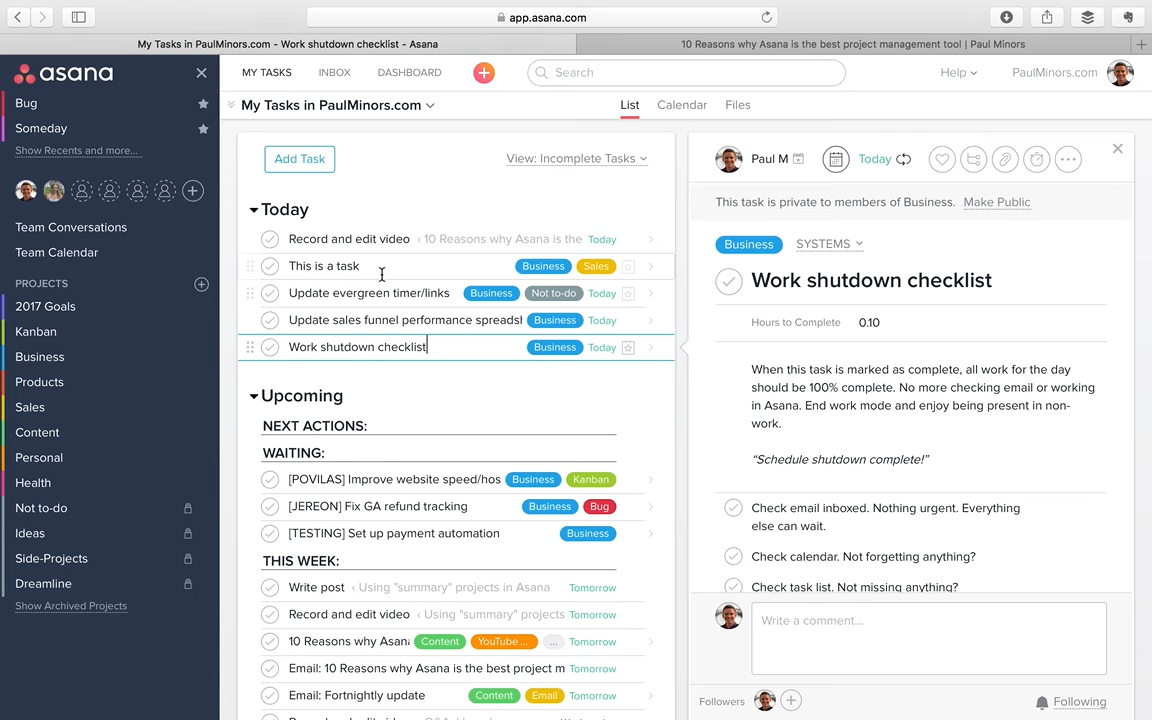 app.asana.com
My Tasks in PaulMinors.com - Work shutdown checklist - Asana
10 Reasons why Asana is the best project management tool | Paul Minors
asana
MY TASKS
INBOX
DASHBOARD
Search
Help
PaulMinors.com
Bug
Someday
Show Recents and more...
Team Conversations
Team Calendar
PROJECTS
2017 Goals
Kanban
Business
Products
Sales
Content
Personal
Health
Not to-do
Ideas
Side-Projects
Dreamline
Show Archived Projects
My Tasks in PaulMinors.com
List
Calendar
Files
Add Task
View: Incomplete Tasks
Today
Record and edit video ‹ 10 Reasons why Asana is the Today
This is a task Business Sales
Update evergreen timer/links Business Not to-do Today
Update sales funnel performance spreads Business Today
Work shutdown checklist Business Today
Upcoming
NEXT ACTIONS:
WAITING:
[POVILAS] Improve website speed/hos Business Kanban
[JEREON] Fix GA refund tracking Business Bug
[TESTING] Set up payment automation Business
THIS WEEK:
Write post ‹ Using "summary" projects in Asana Tomorrow
Record and edit video ‹ Using "summary" projects Tomorrow
10 Reasons why Asana Content YouTube ... ... Tomorrow
Email: 10 Reasons why Asana is the best project m Tomorrow
Email: Fortnightly update Content Email Tomorrow
Paul M
Today
This task is private to members of Business. Make Public
Business SYSTEMS
Work shutdown checklist
Hours to Complete 0.10
When this task is marked as complete, all work for the day
should be 100% complete. No more checking email or working
in Asana. End work mode and enjoy being present in non-
work.
“Schedule shutdown complete!”
Check email inboxed. Nothing urgent. Everything
else can wait.
Check calendar. Not forgetting anything?
Check task list. Not missing anything?
Write a comment...
Followers
Following